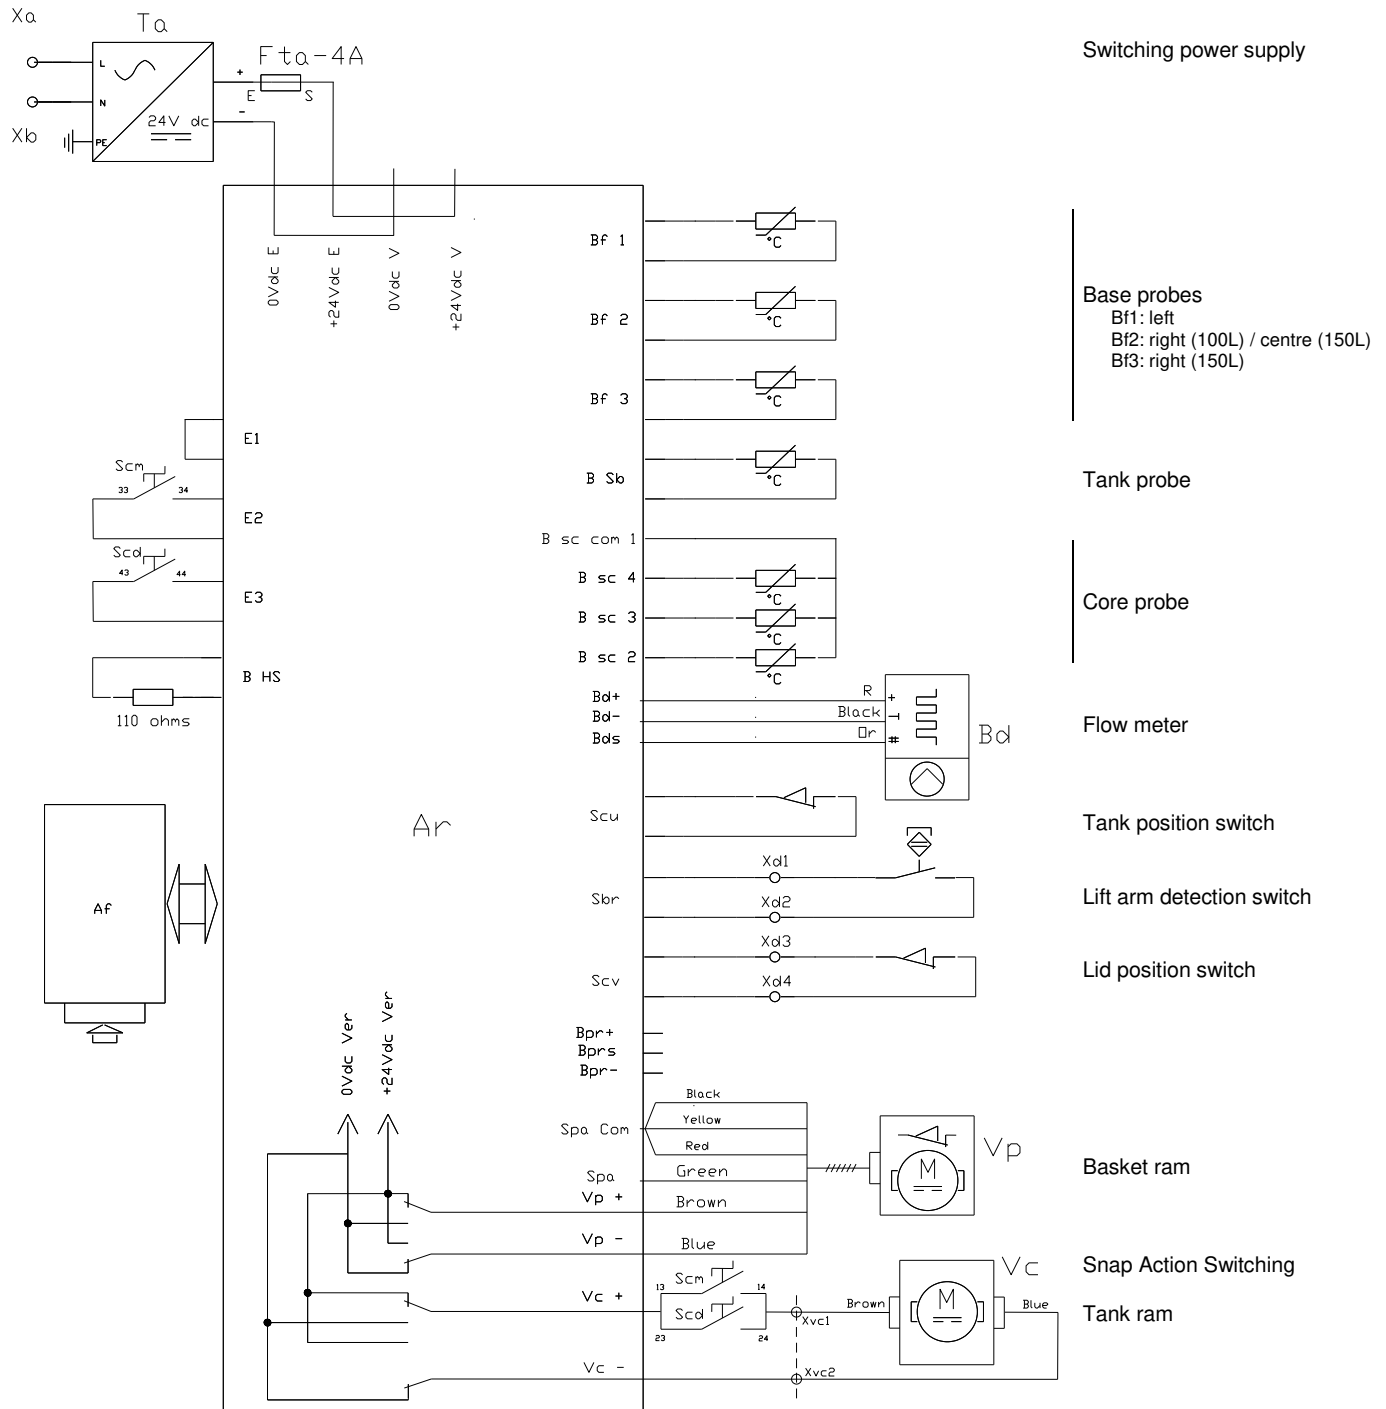 Xa
Ta
Fta-4A
Switching power supply
L
+
E
S
N
-
24V dc
Xb
PE
0Vdc E
+24Vdc E
0Vdc V
+24Vdc V
Bf 1
°C
Bf 2
°C
Base probes
Bf1: left
Bf2: right (100L) / centre (150L)
Bf3: right (150L)
Bf 3
°C
E1
Scm
33
34
B Sb
°C
Tank probe
E2
B sc com 1
Scd
43
44
B sc 4
°C
E3
Core probe
B sc 3
°C
B sc 2
°C
B HS
110 ohms
Bd+
R
+
Bd-
Black
Bds
Or
#
Bd
Flow meter
Ar
Scu
Tank position switch
Xd1
Af
Sbr
Lift arm detection switch
Xd2
Xd3
Scv
Lid position switch
Xd4
0Vdc Ver
+24Vdc Ver
Bpr+
Bprs
Bpr-
Black
Spa Com
Yellow
Red
Vp
M
Basket ram
Spa
Green
Vp +
Brown
Vp -
Blue
Snap Action Switching
Vc
Scm
13
14
Vc +
Scd
23
24
Xvc1
Brown
M
Blue
Tank ram
Vc -
Xvc2